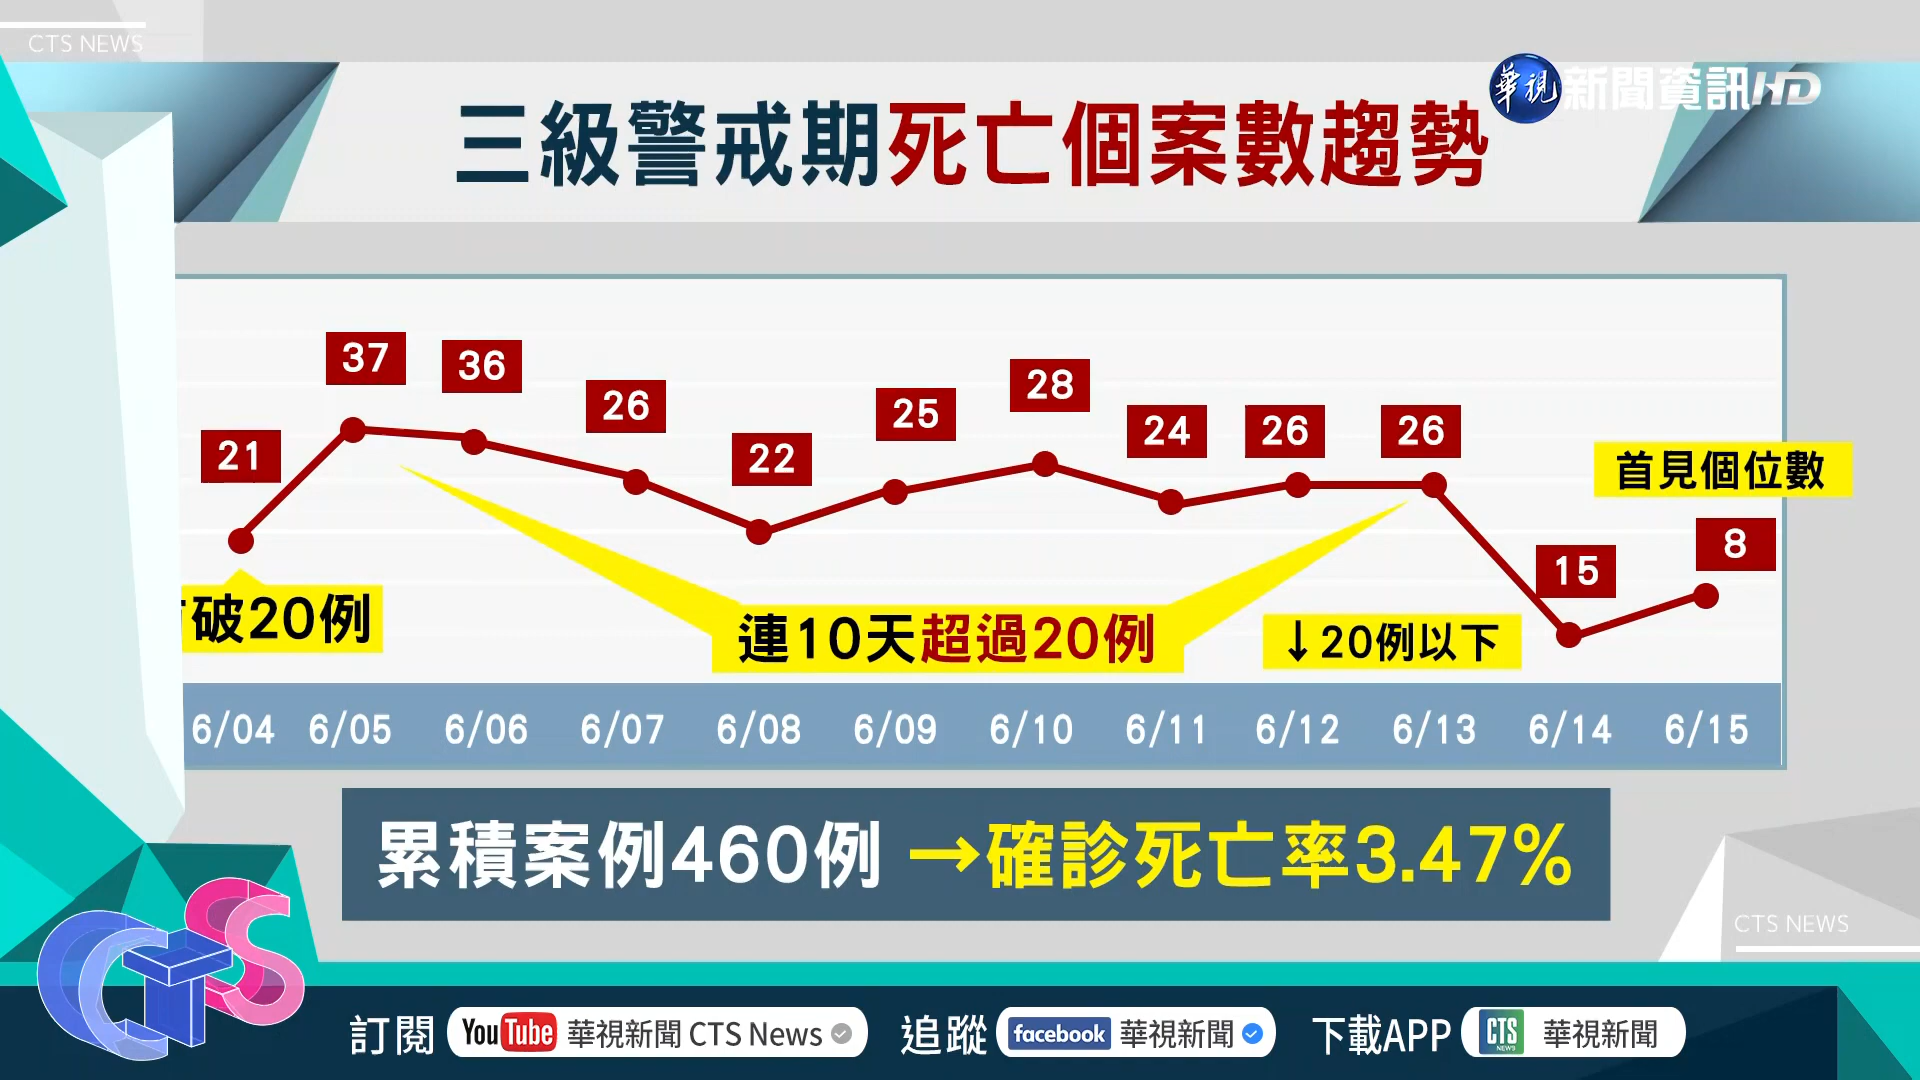 CTS NEWS
華視新聞資訊HD
三級警戒期死亡個案數趨勢
21
37
36
26
22
25
28
24
26
26
15
8
首見個位數
破20例
連10天超過20例
↓20例以下
6/04 6/05 6/06 6/07 6/08 6/09 6/10 6/11 6/12 6/13 6/14 6/15
累積案例460例 →確診死亡率3.47%
CTS NEWS
CTS
訂閱 YouTube 華視新聞 CTS News 追蹤 facebook 華視新聞 下載APP CTS NEWS 華視新聞